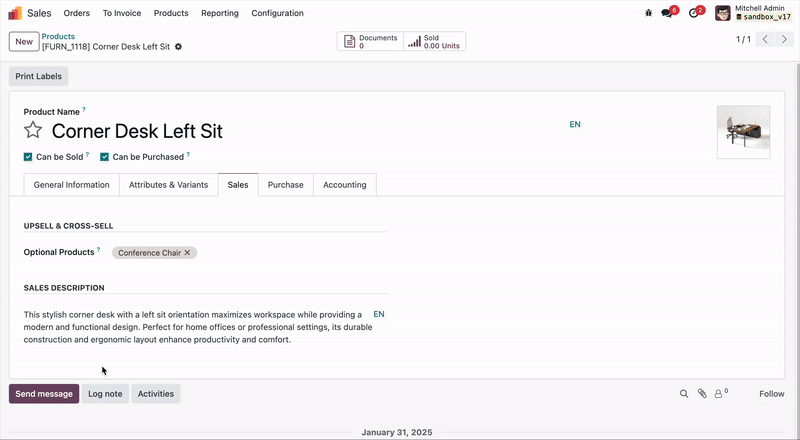 Sales Orders To Invoice Products Reporting Configuration 6 2 Mitchell Admin
sandbox_v17
New Products
[FURN_1118] Corner Desk Left Sit
Documents
0
Sold
0.00 Units
1 / 1
Print Labels
Product Name ?
Corner Desk Left Sit EN
Can be Sold ? Can be Purchased ?
General Information Attributes & Variants Sales Purchase Accounting
UPSELL & CROSS-SELL
Optional Products ? Conference Chair
SALES DESCRIPTION
This stylish corner desk with a left sit orientation maximizes workspace while providing a EN
modern and functional design. Perfect for home offices or professional settings, its durable
construction and ergonomic layout enhance productivity and comfort.
Send message Log note Activities 0 Follow
January 31, 2025